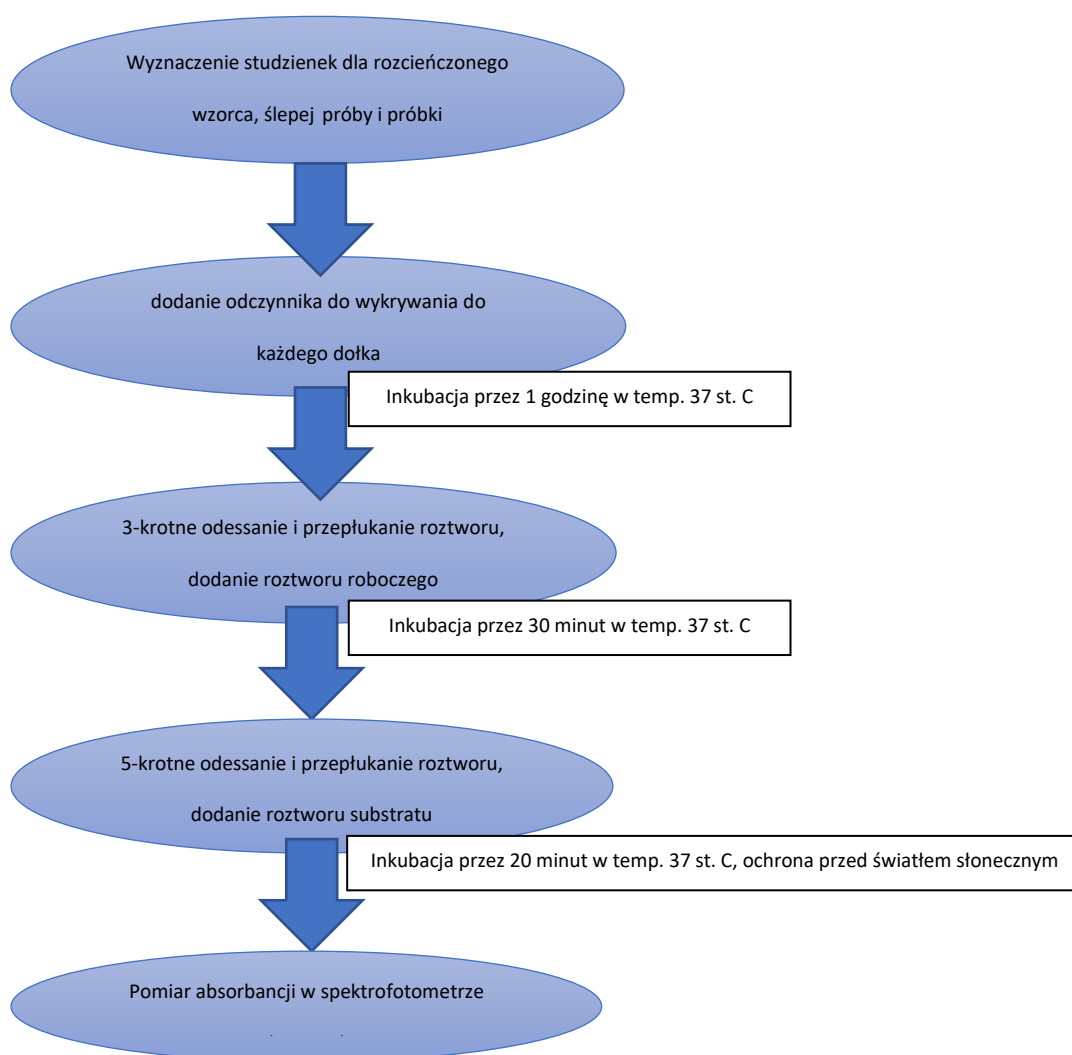 Wyznaczenie studzienek dla rozcieńczonego
wzorca, ślepej próby i próbki
dodanie odczynnika do wykrywania do
każdego dołka
Inkubacja przez 1 godzinę w temp. 37 st. C
3-krotne odessanie i przepłukanie roztworu,
dodanie roztworu roboczego
Inkubacja przez 30 minut w temp. 37 st. C
5-krotne odessanie i przepłukanie roztworu,
dodanie roztworu substratu
Inkubacja przez 20 minut w temp. 37 st. C, ochrona przed światłem słonecznym
Pomiar absorbancji w spektrofotometrze